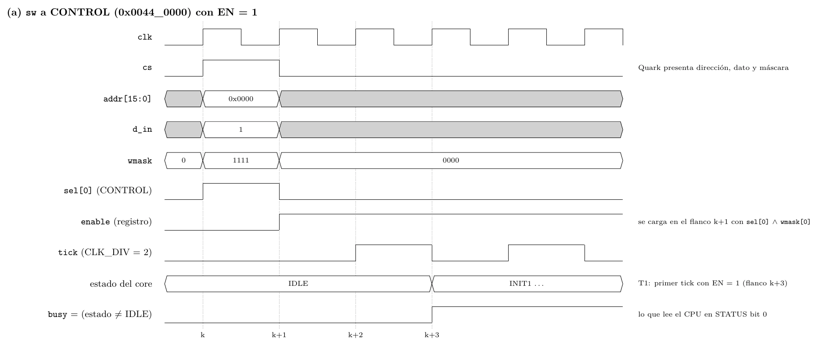 (a) sw a CONTROL (0x0044_0000) con EN = 1
clk
cs
Quark presenta dirección, dato y máscara
addr[15:0]
0x0000
d_in
1
wmask
0
1111
0000
sel[0] (CONTROL)
enable (registro)
se carga en el flanco k+1 con sel[0] ∧ wmask[0]
tick (CLK_DIV = 2)
estado del core
IDLE
INIT1 ...
T1: primer tick con EN = 1 (flanco k+3)
busy = (estado ≠ IDLE)
lo que lee el CPU en STATUS bit 0
k
k+1
k+2
k+3